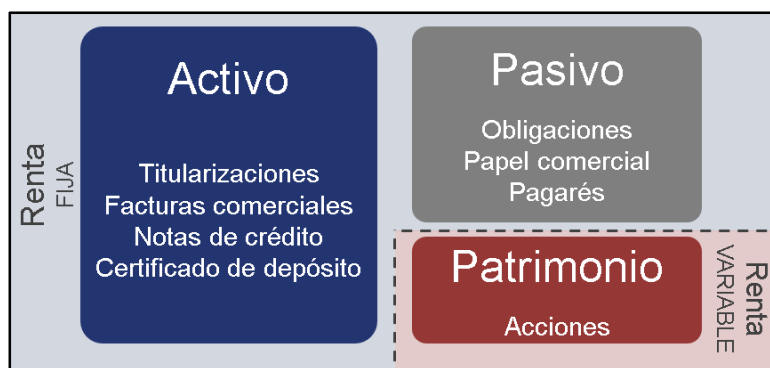 Renta
FIJA
Activo
Titularizaciones
Facturas comerciales
Notas de crédito
Certificado de depósito
Pasivo
Obligaciones
Papel comercial
Pagarés
Patrimonio
Acciones
Renta
VARIABLE